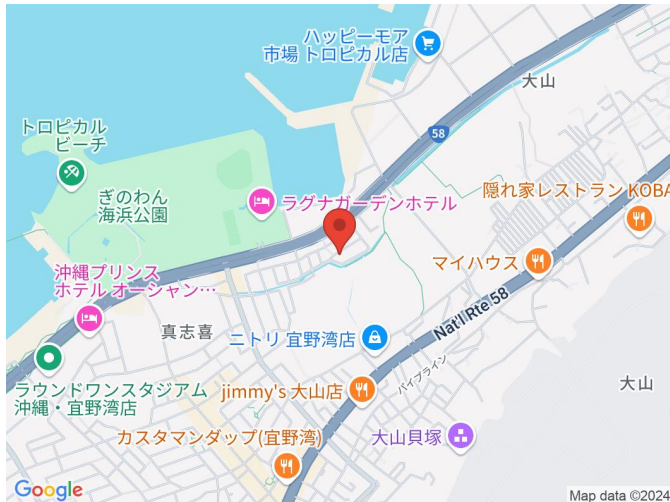 ハッピーモア
市場 トロピカル店
大山
トロピカル
ビーチ
58
ぎのわん
海浜公園
ラグナガーデンホテル
隠れ家レストラン KOBA
マイハウス
沖縄プリンス
ホテル オーシャン…
真志喜
ニトリ 宜野湾店
Nat'l Rte 58
パイプライン
ラウンドワンスタジアム
沖縄・宜野湾店
jimmy's 大山店
大山
カスタマンダップ(宜野湾)
大山貝塚
Google
Map data ©2024